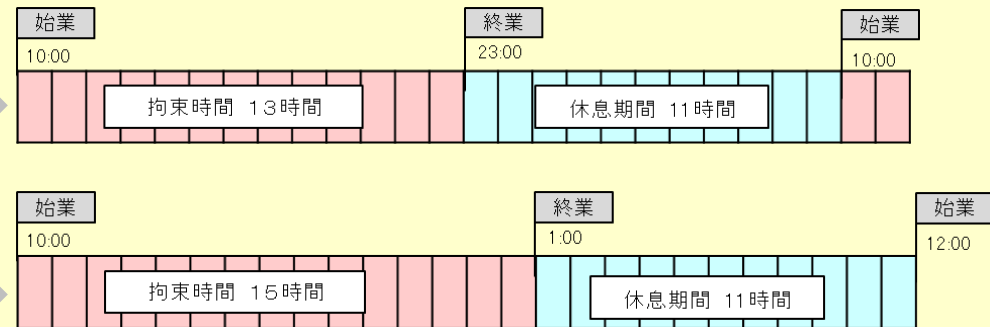 始業 終業 始業
10:00 23:00 10:00
拘束時間 13時間 休息期間 11時間
始業 終業 始業
10:00 1:00 12:00
拘束時間 15時間 休息期間 11時間